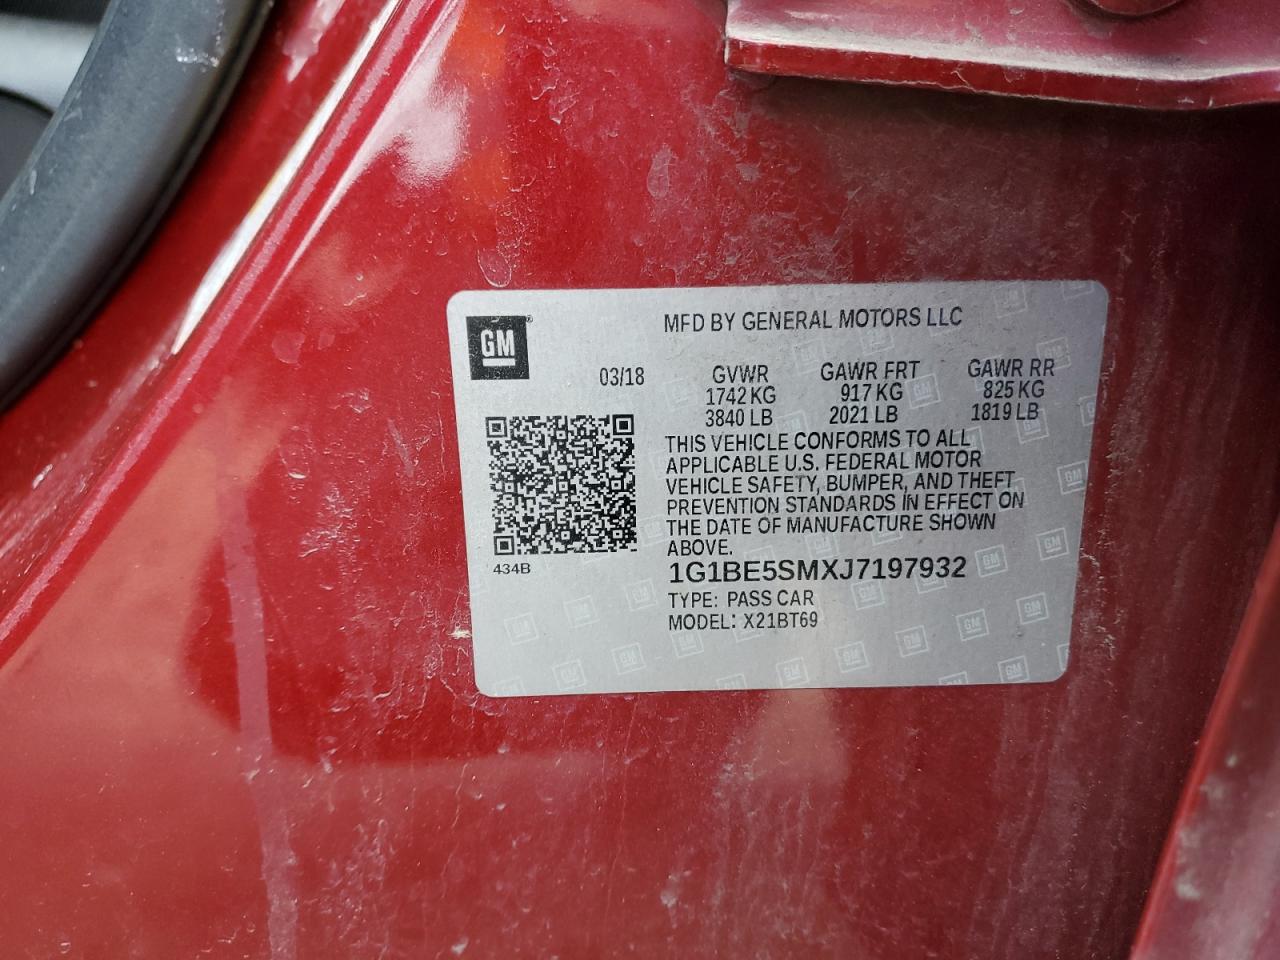 GM
MFD BY GENERAL MOTORS LLC
03/18
GVWR GAWR FRT GAWR RR
1742 KG 917 KG 825 KG
3840 LB 2021 LB 1819 LB
THIS VEHICLE CONFORMS TO ALL
APPLICABLE U.S. FEDERAL MOTOR
VEHICLE SAFETY, BUMPER, AND THEFT
PREVENTION STANDARDS IN EFFECT ON
THE DATE OF MANUFACTURE SHOWN
ABOVE.
434B
1G1BE5SMXJ7197932
TYPE: PASS CAR
MODEL: X21BT69